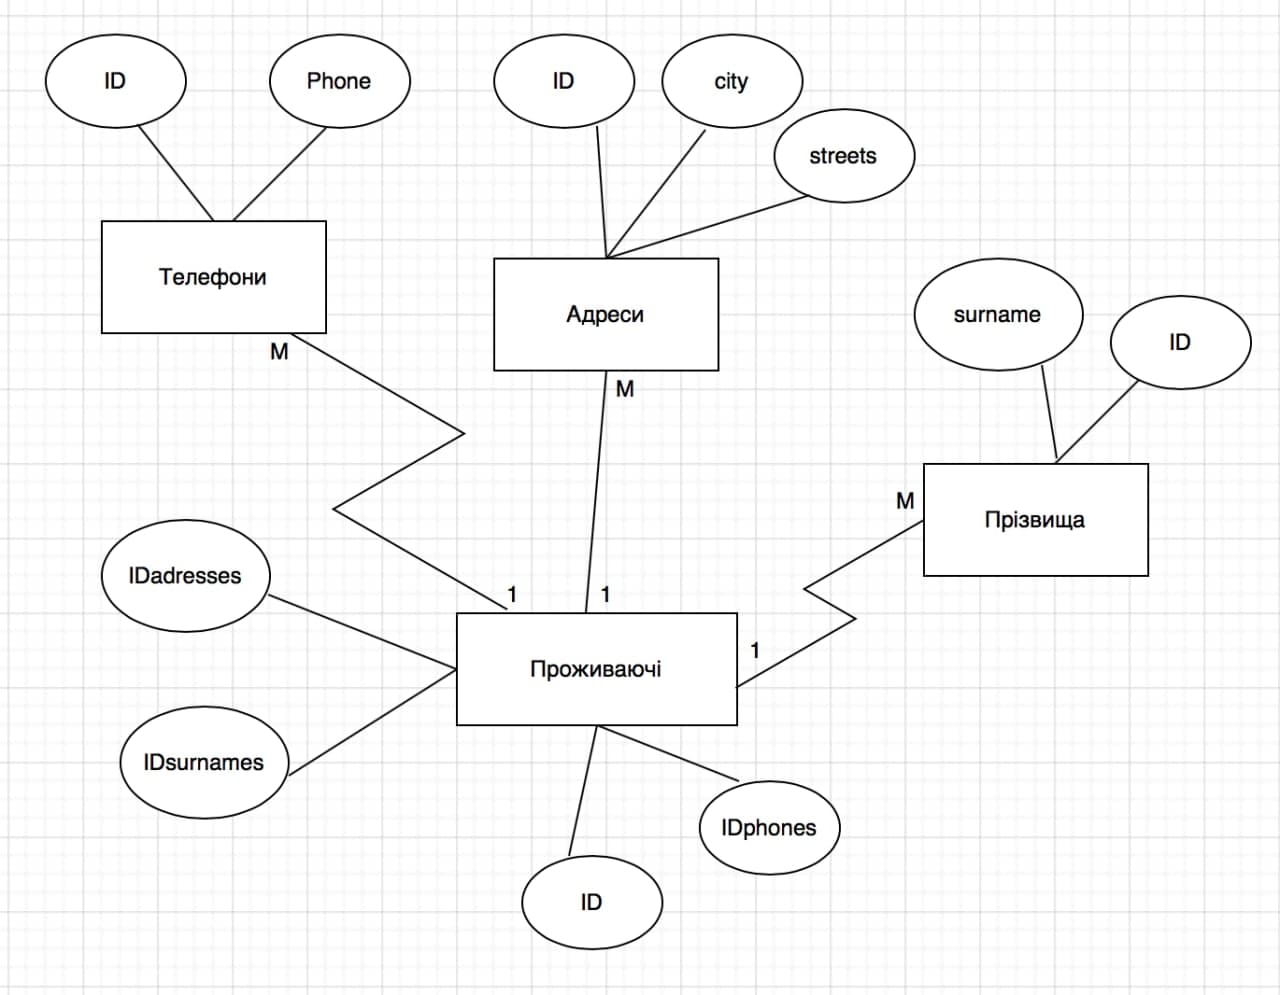 ID
Phone
ID
city
streets
Телефони
Адреси
surname
ID
M
M
M
Прізвища
IDadresses
1
1
1
Проживаючі
IDsurnames
IDphones
ID